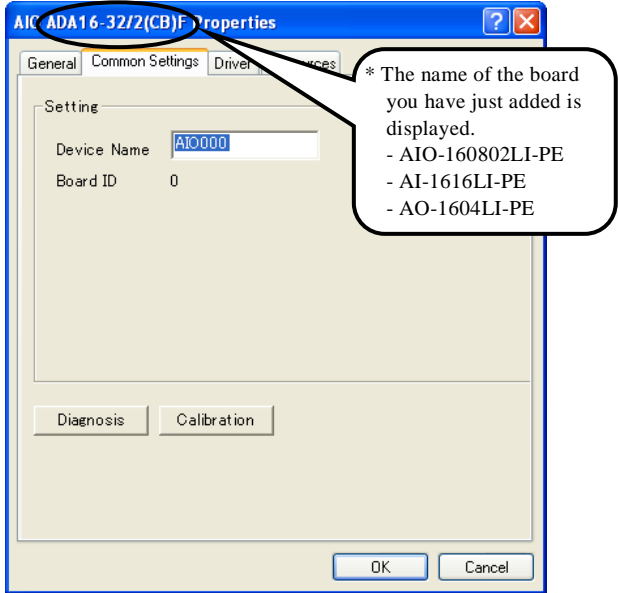 AIO ADA16-32/2(CB)F Properties
General Common Settings Driver
* The name of the board
you have just added is
displayed.
- AIO-160802LI-PE
- AI-1616LI-PE
- AO-1604LI-PE
Setting
Device Name AIO000
Board ID 0
Diagnosis Calibration
OK Cancel